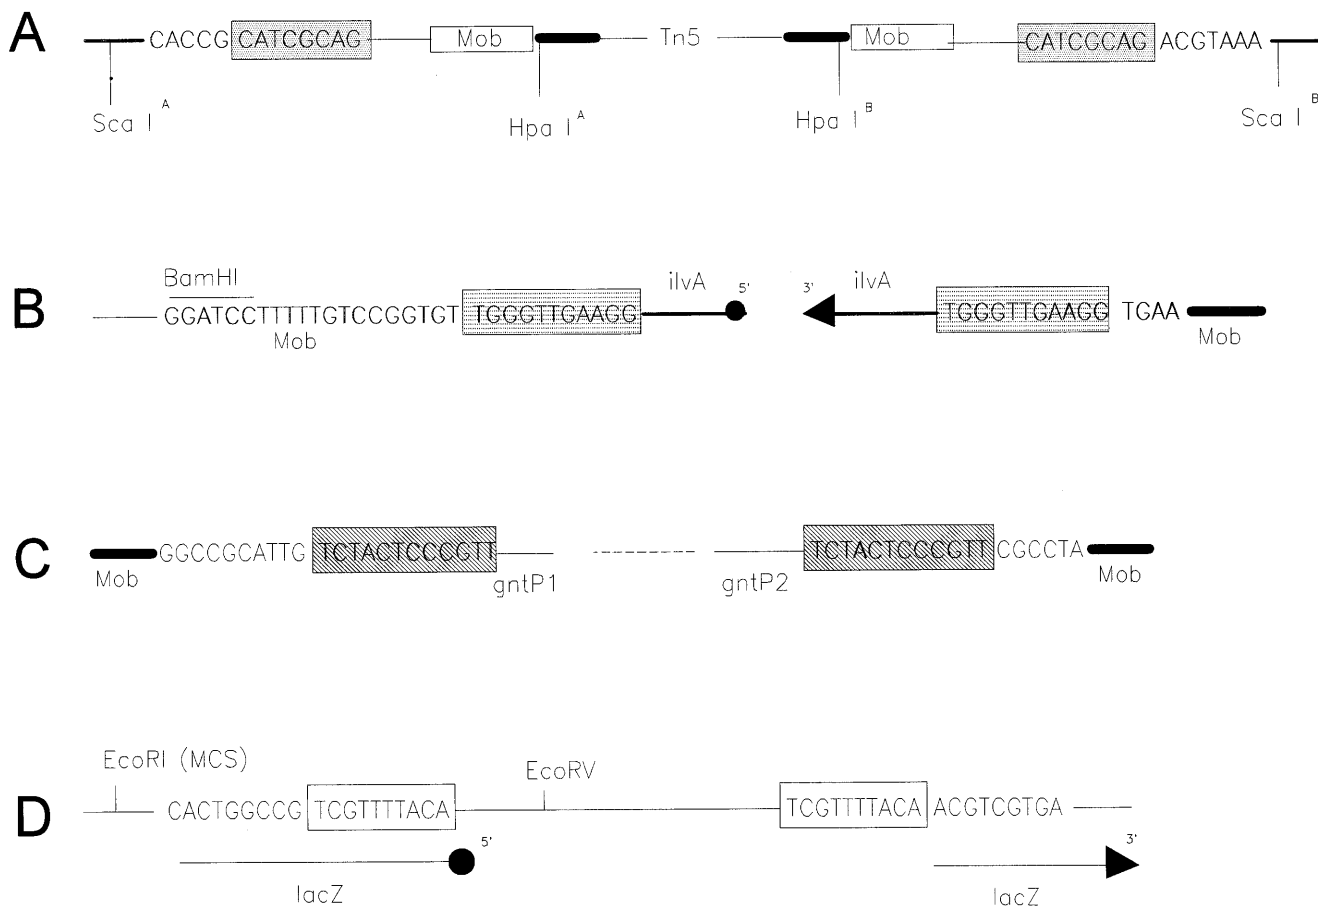 A
CACCG CATCGCAG Mob Tn5 Mob CATCGCAG ACGTAAA
Sca I A
Hpa I A
Hpa I B
Sca I B
B
BamHI ilvA 5' 3' ilvA
GGATCCTTTTTGTCCGGTGT TGGGTTGAAGG TGGGTTGAAGG TGAA
Mob Mob
C
GGCCGCATTG TCTACTCCCGTT TCTACTCCCGTT CGCCTA
Mob gntP1 gntP2 Mob
D
EcoRI (MCS) EcoRV
CACTGGCCG TCGTTTTACA TCGTTTTACA ACGTCGTGA
5' 3'
lacZ lacZ